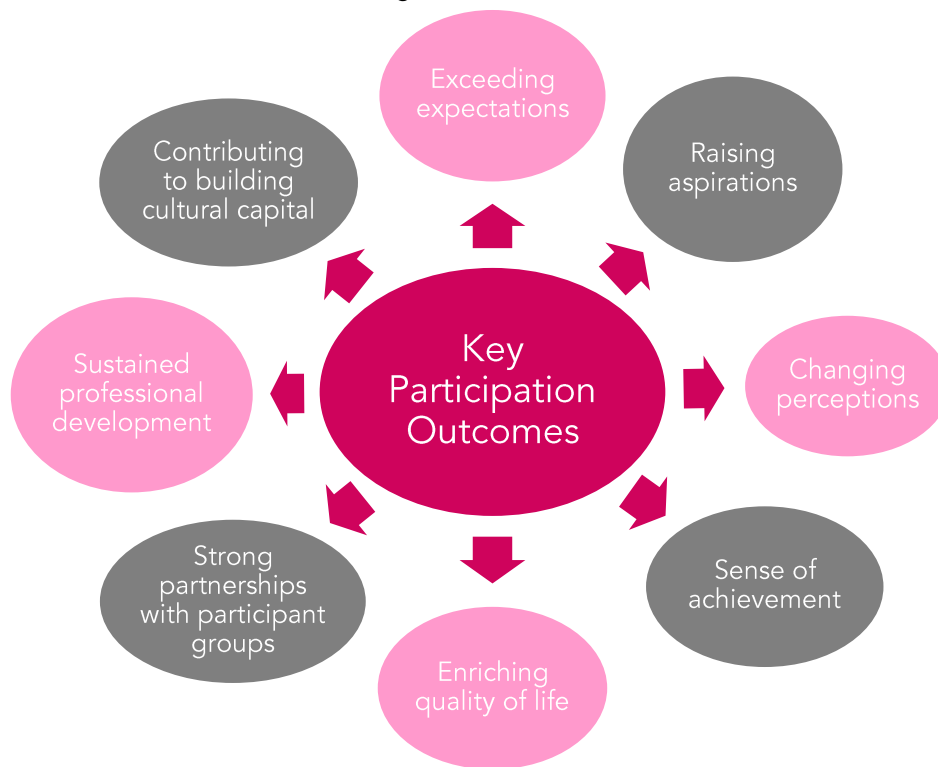 Exceeding
expectations
Raising
aspirations
Contributing
to building
cultural capital
Key
Participation
Outcomes
Sustained
professional
development
Changing
perceptions
Strong
partnerships
with participant
groups
Sense of
achievement
Enriching
quality of life